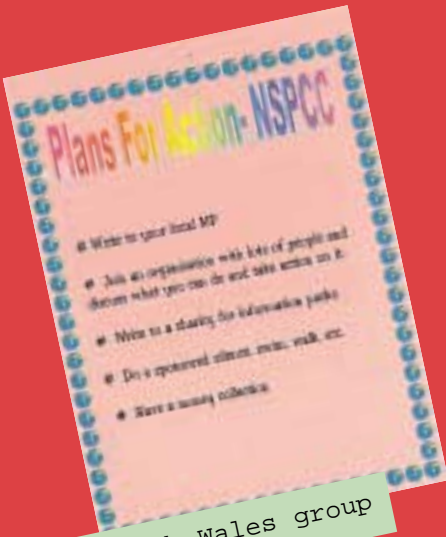 Plans For Action- NSPCC
Write to your local MP
Join an organisation with lots of people and
discuss what you can do and take action on it.
Write to a charity for information packs
Do a sponsored silence, swim, walk, etc.
Have a money collection
Wales group